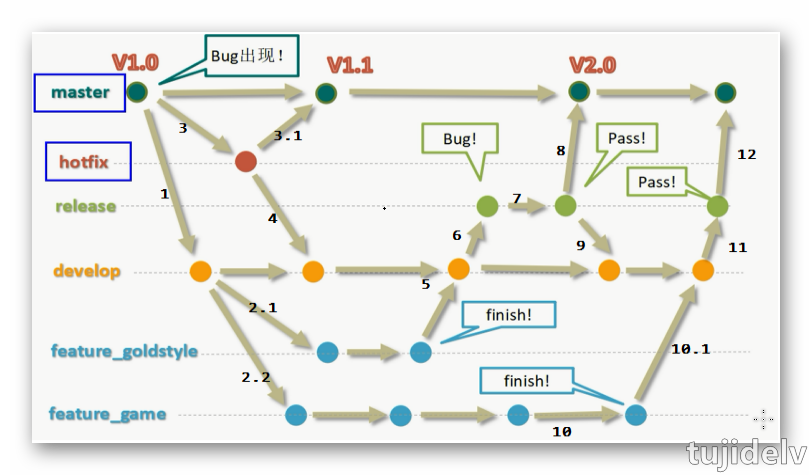 V1.0
Bug出现！
V1.1
V2.0
master
3
3.1
Bug!
8
Pass!
12
hotfix
Pass!
1
release
7
4
6
9
11
develop
5
2.1
finish!
feature_goldstyle
10.1
2.2
finish!
feature_game
10
tujidelv